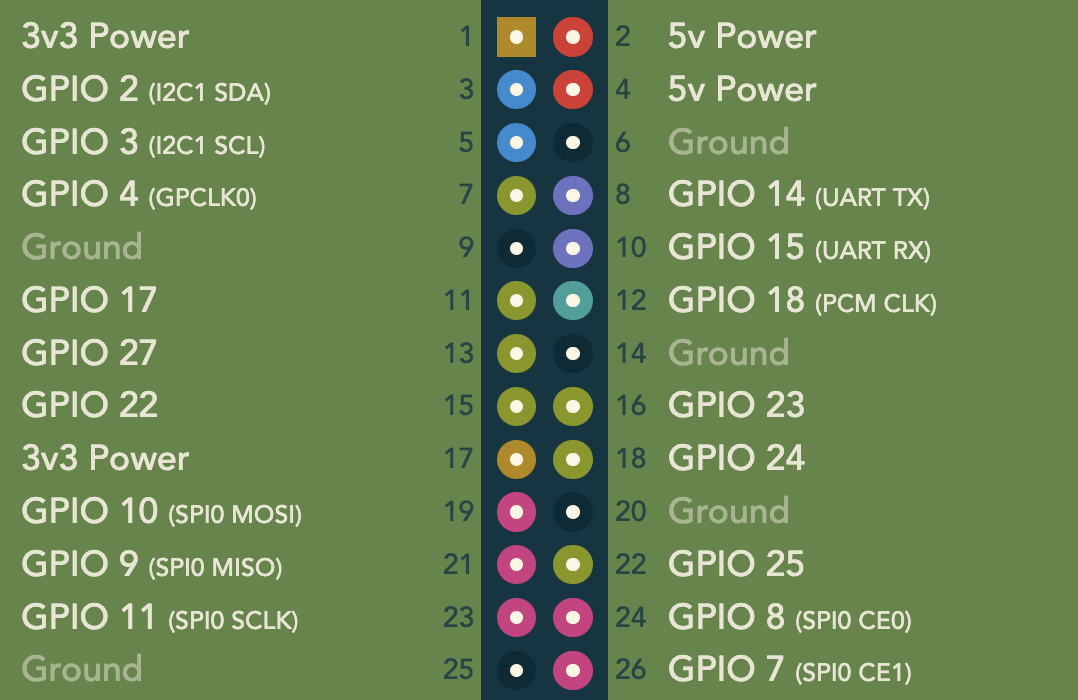 3v3 Power 1 2 5v Power
GPIO 2 (I2C1 SDA) 3 4 5v Power
GPIO 3 (I2C1 SCL) 5 6 Ground
GPIO 4 (GPCLK0) 7 8 GPIO 14 (UART TX)
Ground 9 10 GPIO 15 (UART RX)
GPIO 17 11 12 GPIO 18 (PCM CLK)
GPIO 27 13 14 Ground
GPIO 22 15 16 GPIO 23
3v3 Power 17 18 GPIO 24
GPIO 10 (SPI0 MOSI) 19 20 Ground
GPIO 9 (SPI0 MISO) 21 22 GPIO 25
GPIO 11 (SPI0 SCLK) 23 24 GPIO 8 (SPI0 CE0)
Ground 25 26 GPIO 7 (SPI0 CE1)